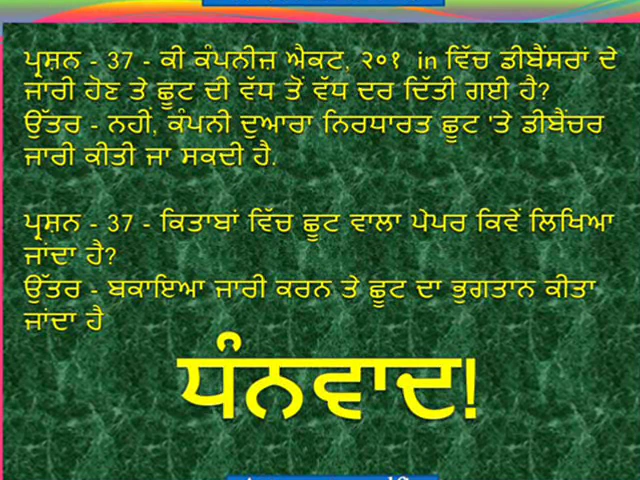 ਪ੍ਰਸ਼ਨ - 37 - ਕੀ ਕੰਪਨੀਜ਼ ਐਕਟ, ੨੦੧ in ਵਿੱਚ ਡੀਬੈਂਸਰਾਂ ਦੇ
ਜਾਰੀ ਹੋਣ ਤੇ ਛੂਟ ਦੀ ਵੱਧ ਤੋਂ ਵੱਧ ਦਰ ਦਿੱਤੀ ਗਈ ਹੈ?
ਉੱਤਰ - ਨਹੀਂ, ਕੰਪਨੀ ਦੁਆਰਾ ਨਿਰਧਾਰਤ ਛੂਟ 'ਤੇ ਡੀਬੈਂਚਰ
ਜਾਰੀ ਕੀਤੀ ਜਾ ਸਕਦੀ ਹੈ.
ਪ੍ਰਸ਼ਨ - 37 - ਕਿਤਾਬਾਂ ਵਿੱਚ ਛੂਟ ਵਾਲਾ ਪੇਪਰ ਕਿਵੇਂ ਲਿਖਿਆ
ਜਾਂਦਾ ਹੈ?
ਉੱਤਰ - ਬਕਾਇਆ ਜਾਰੀ ਕਰਨ ਤੇ ਛੂਟ ਦਾ ਭੁਗਤਾਨ ਕੀਤਾ
ਜਾਂਦਾ ਹੈ
ਧੰਨਵਾਦ!